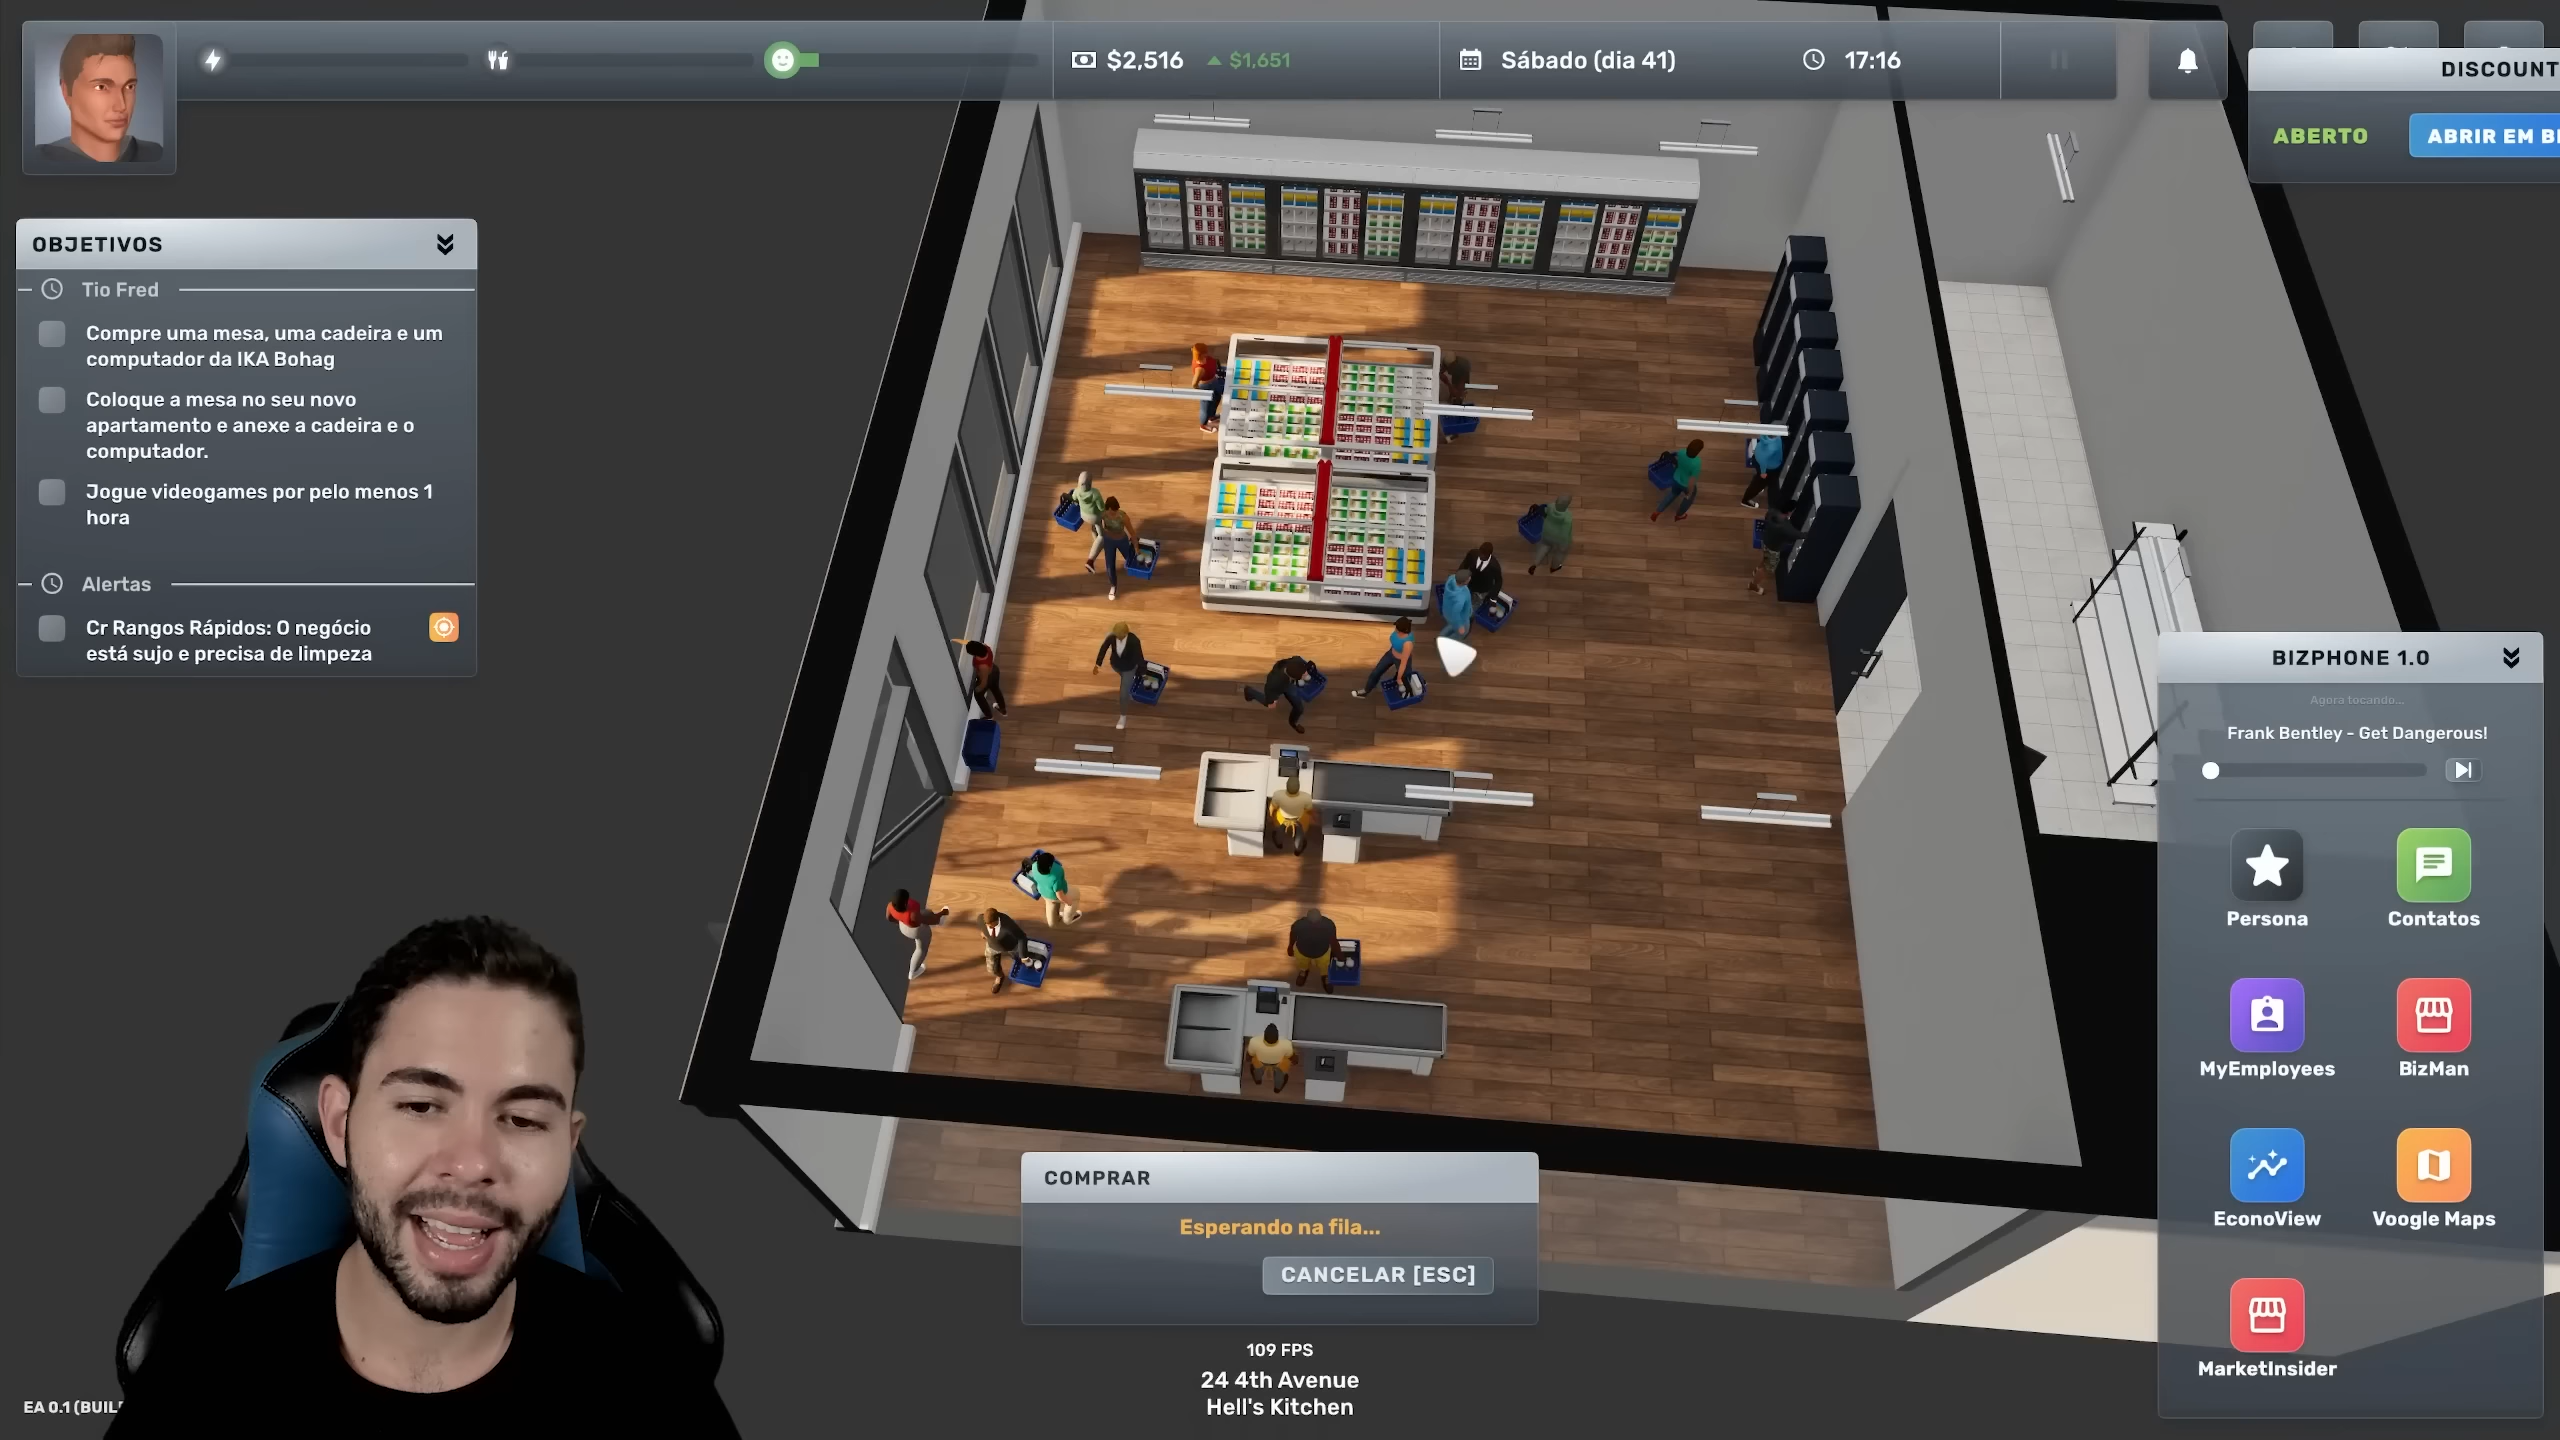 $2,516
$1,651
Sábado (dia 41)
17:16
DISCOUNT
ABERTO
ABRIR EM B
OBJETIVOS
Tio Fred
Compre uma mesa, uma cadeira e um
computador da IKA Bohag
Coloque a mesa no seu novo
apartamento e anexe a cadeira e o
computador.
Jogue videogames por pelo menos 1
hora
Alertas
Cr Rangos Rápidos: O negócio
está sujo e precisa de limpeza
BIZPHONE 1.0
Agora tocando...
Frank Bentley - Get Dangerous!
Persona
Contatos
MyEmployees
BizMan
EconoView
Voogle Maps
MarketInsider
COMPRAR
Esperando na fila...
CANCELAR [ESC]
109 FPS
24 4th Avenue
Hell's Kitchen
EA 0.1 (BUIL